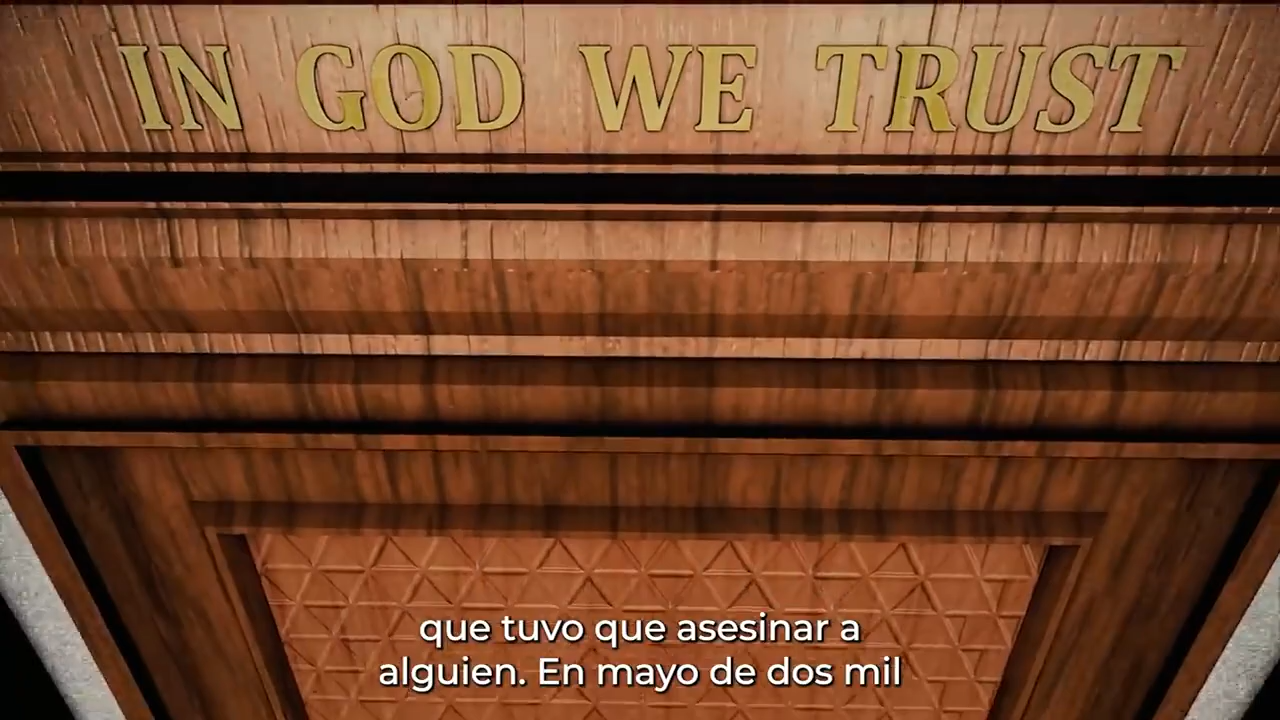 IN GOD WE TRUST
que tuvo que asesinar a
alguien. En mayo de dos mil